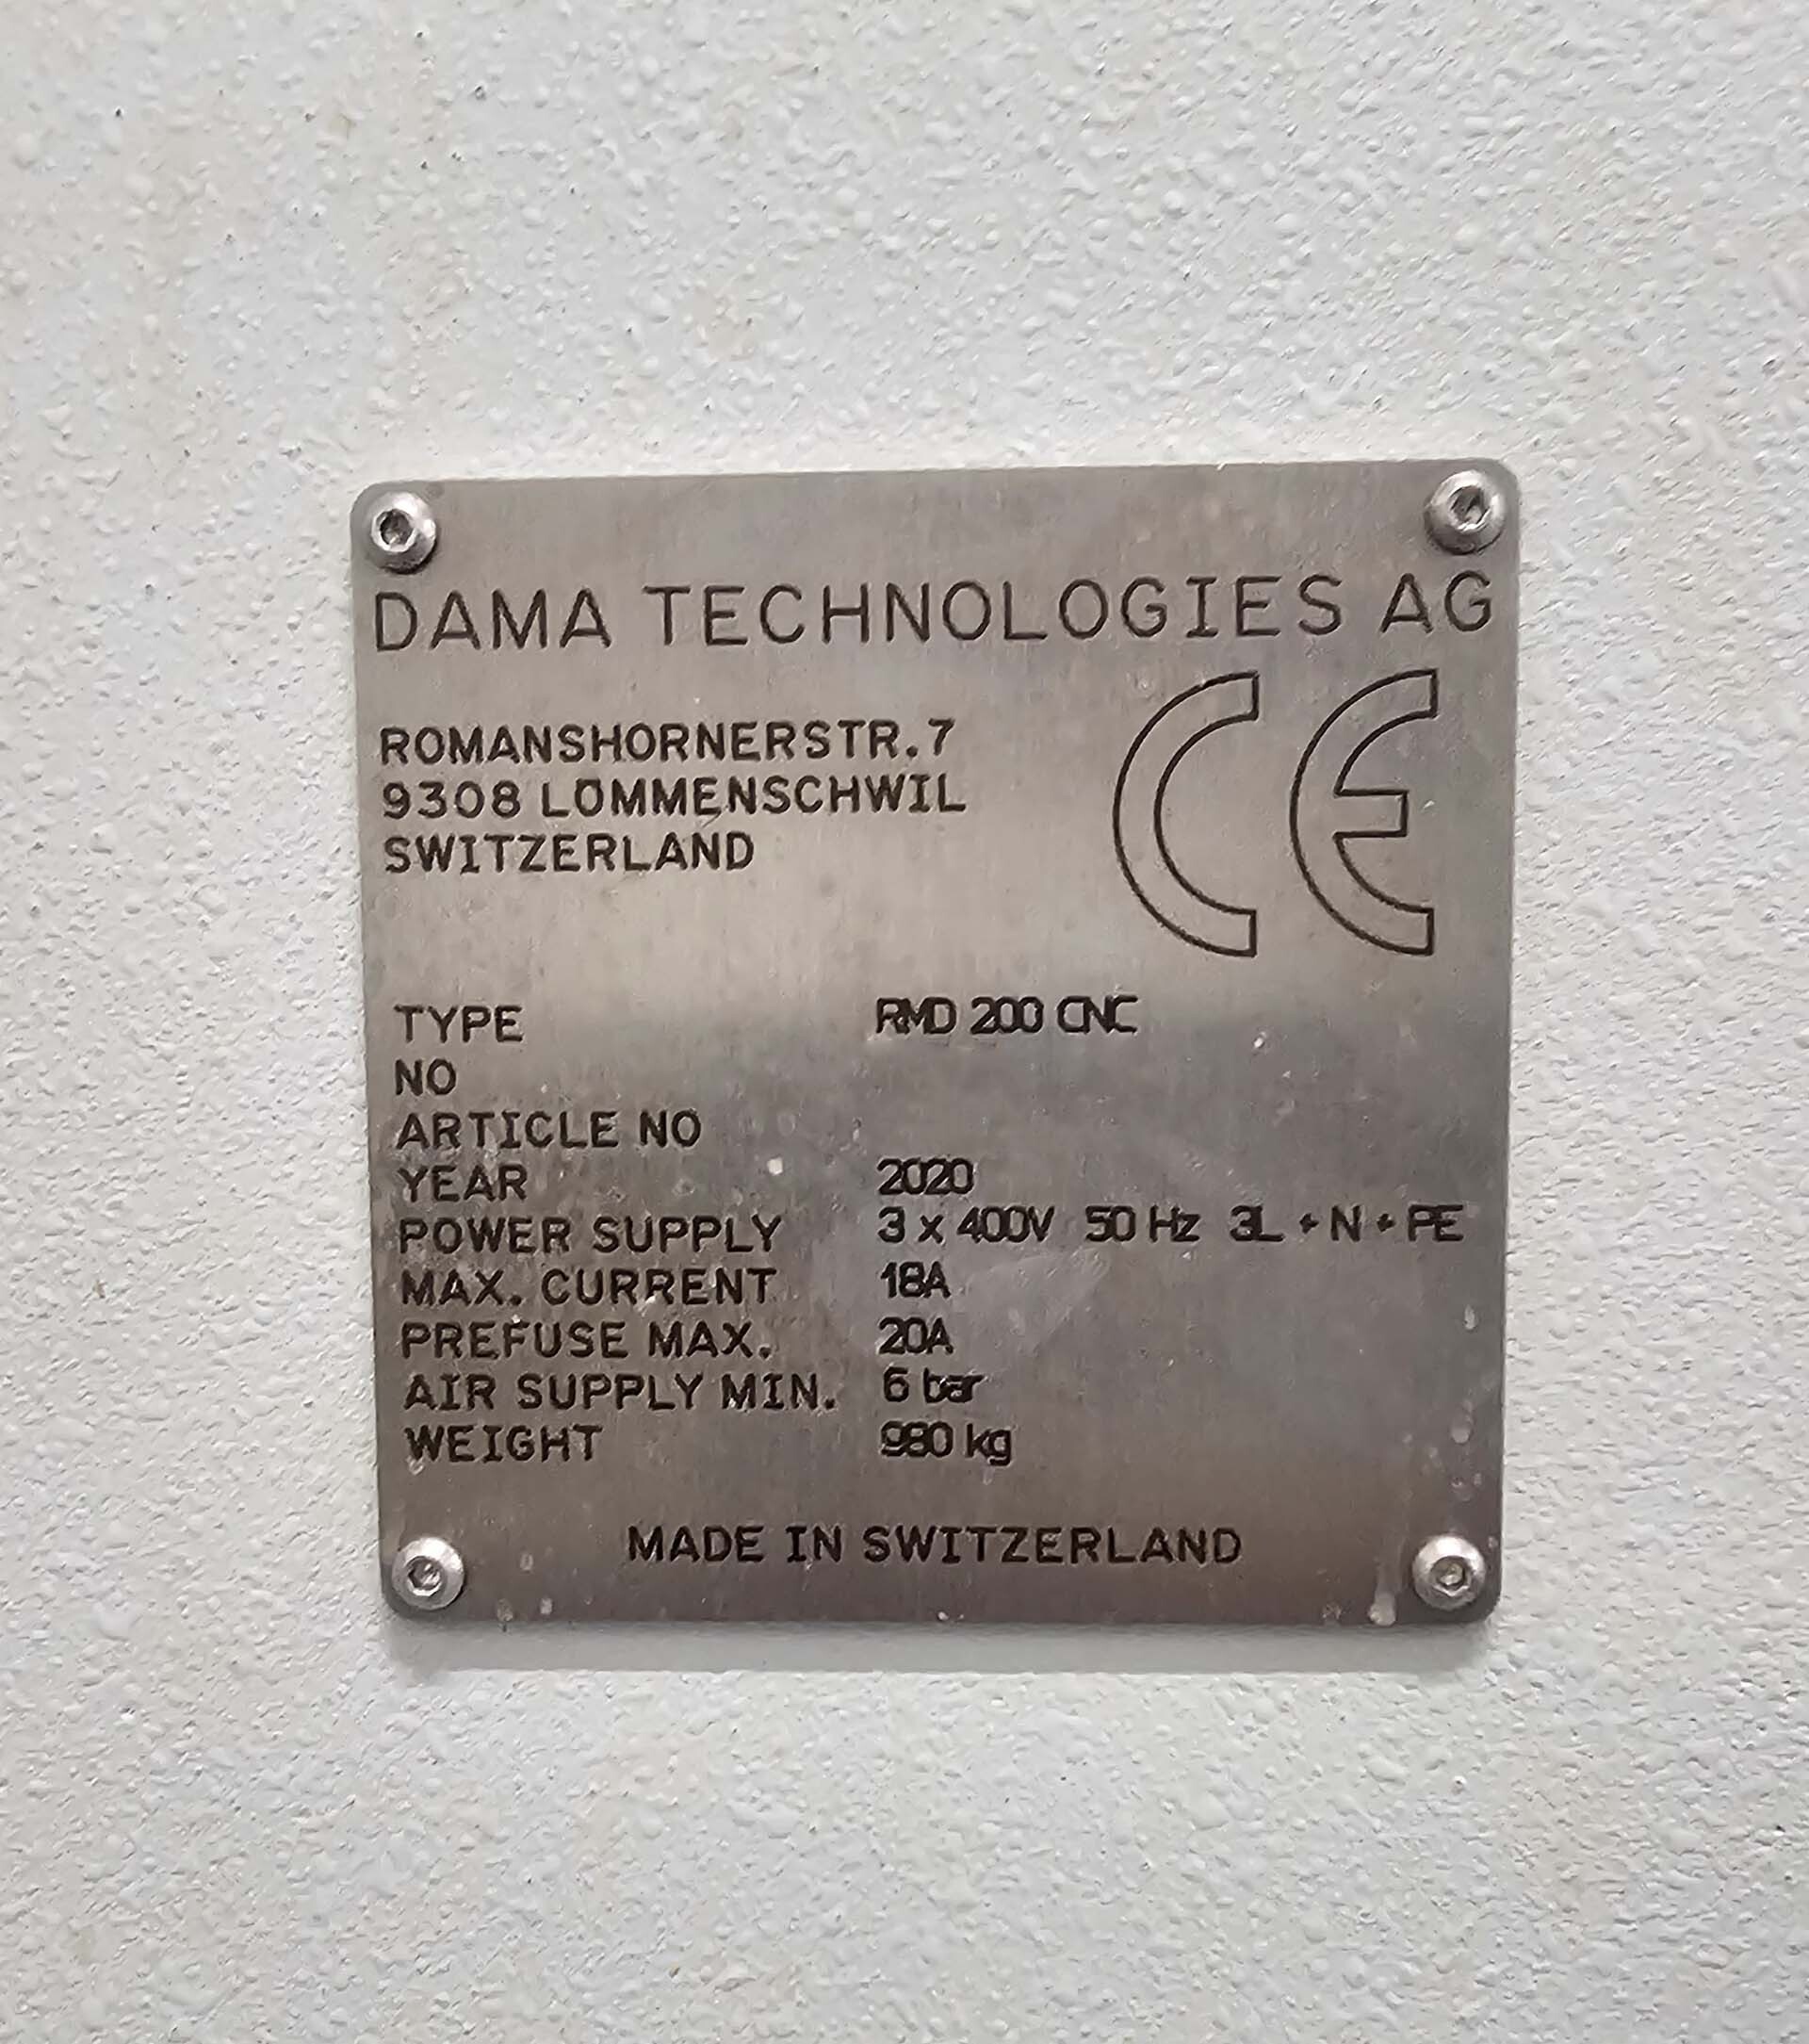 DAMA TECHNOLOGIES AG
ROMANSHORNERSTR.7
9308 LÖMMENSCHWIL
SWITZERLAND
CE
TYPE RMD 200 CNC
NO
ARTICLE NO
YEAR 2020
POWER SUPPLY 3 x 400V 50 Hz 3L + N + PE
MAX. CURRENT 18A
PREFUSE MAX. 20A
AIR SUPPLY MIN. 6 bar
WEIGHT 980 kg
MADE IN SWITZERLAND